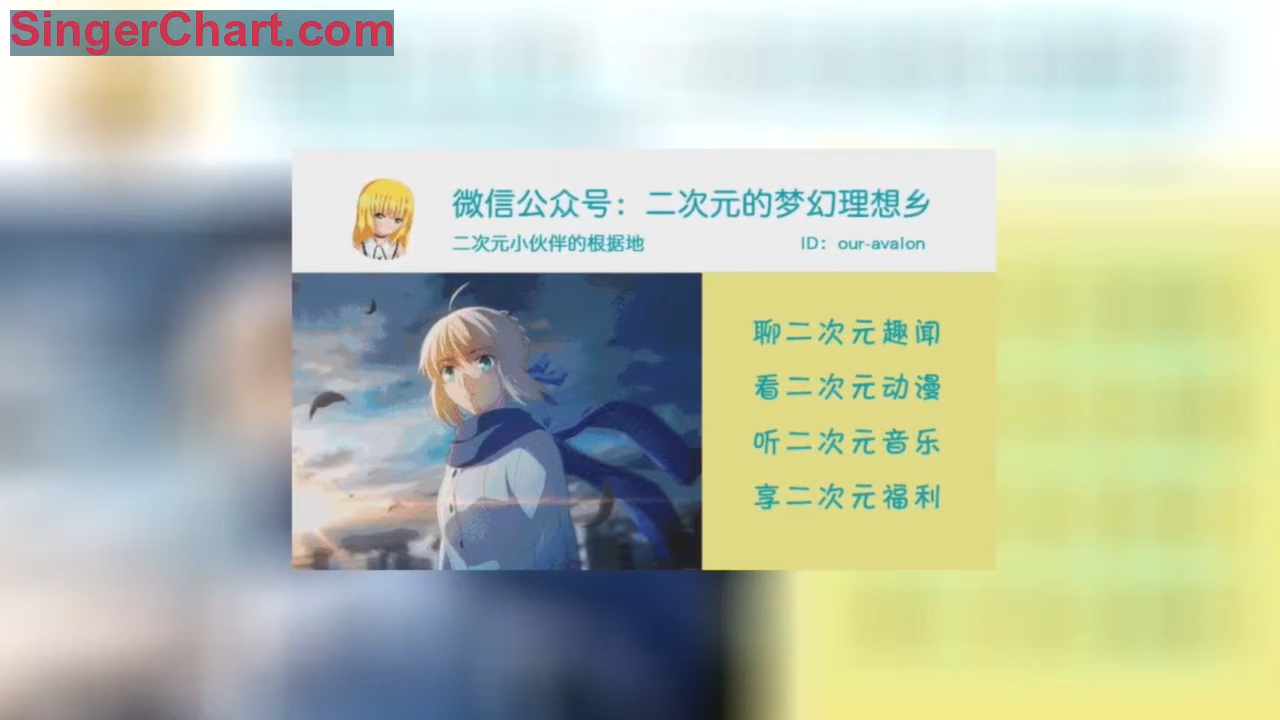 SingerChart.com
微信公众号：二次元的梦幻理想乡
二次元小伙伴的根据地
ID：our-avalon
聊二次元趣闻
看二次元动漫
听二次元音乐
享二次元福利